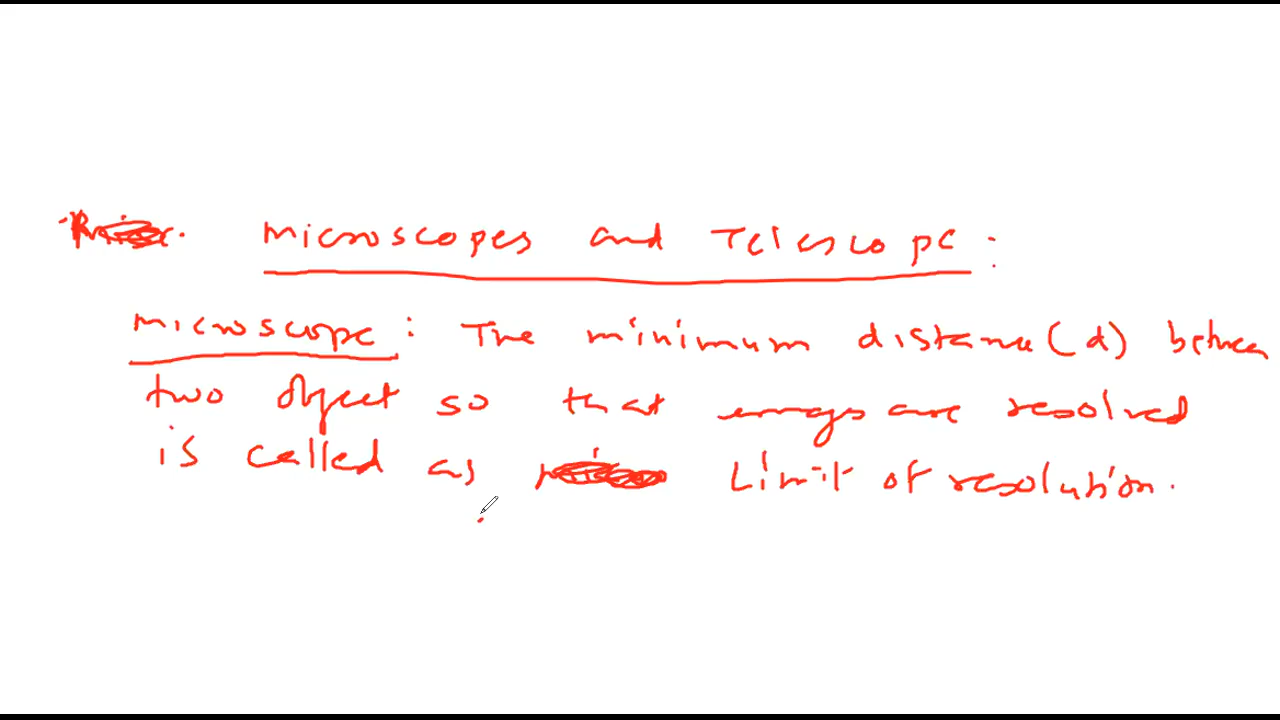 Microscopes and Telescope :
Microscope : The minimum distance (d) between
two object so that are resolved
is called as Limit of resolution.